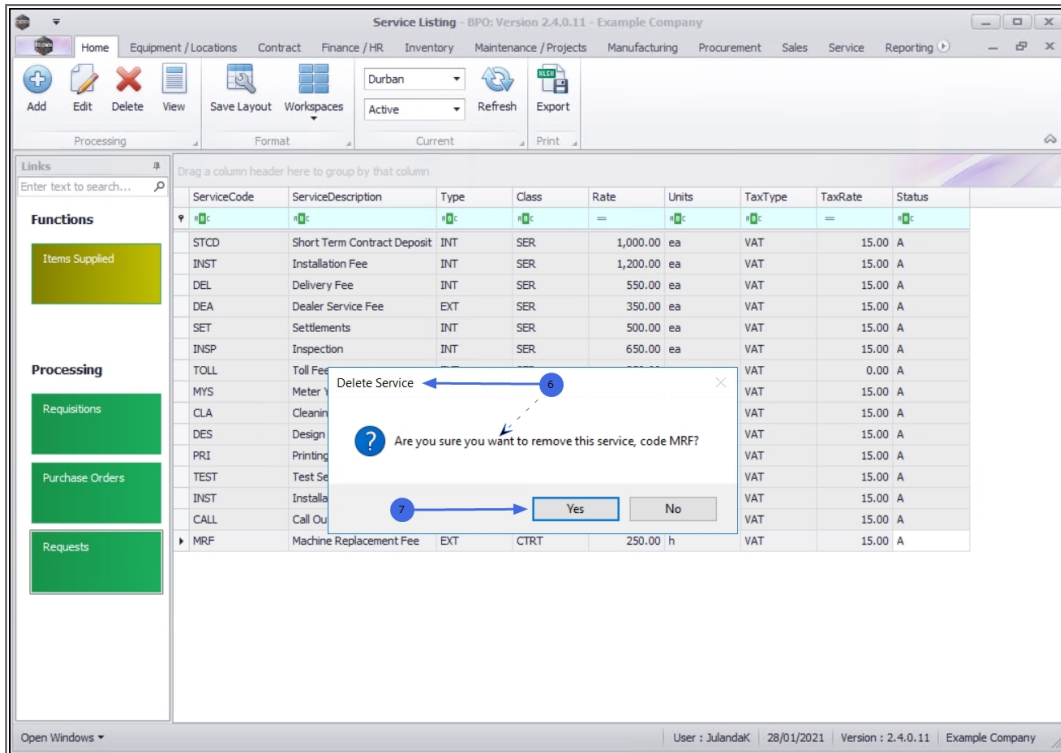 Service Listing - BPO: Version 2.4.0.11 - Example Company
Home Equipment / Locations Contract Finance / HR Inventory Maintenance / Projects Manufacturing Procurement Sales Service Reporting
Add Edit Delete View Save Layout Workspaces Durban Active Refresh Export
Processing Format Current Print
Links
Enter text to search...
Functions
Items Supplied
Processing
Requisitions
Purchase Orders
Requests
Drag a column header here to group by that column
ServiceCode ServiceDescription Type Class Rate Units TaxType TaxRate Status
STCD Short Term Contract Deposit INT SER 1,000.00 ea VAT 15.00 A
INST Installation Fee INT SER 1,200.00 ea VAT 15.00 A
DEL Delivery Fee INT SER 550.00 ea VAT 15.00 A
DEA Dealer Service Fee EXT SER 350.00 ea VAT 15.00 A
SET Settlements INT SER 500.00 ea VAT 15.00 A
INSP Inspection INT SER 650.00 ea VAT 15.00 A
TOLL Toll Fee VAT 0.00 A
MYS Meter VAT 15.00 A
CLA Cleanin VAT 15.00 A
DES Design VAT 15.00 A
PRI Printing VAT 15.00 A
TEST Test Se VAT 15.00 A
INST Installa VAT 15.00 A
CALL Call Ou VAT 15.00 A
MRF Machine Replacement Fee EXT CTRT 250.00 h VAT 15.00 A
Delete Service
6
Are you sure you want to remove this service, code MRF?
7
Yes No
Open Windows
User : JulandaK 28/01/2021 Version : 2.4.0.11 Example Company